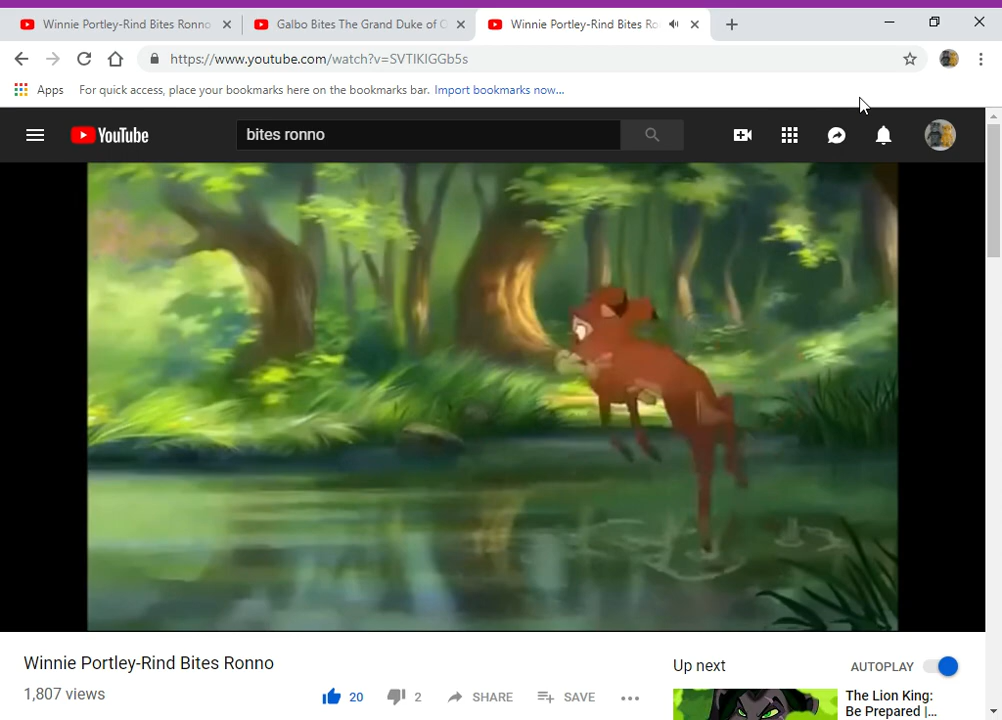 Winnie Portley-Rind Bites Ronno
Galbo Bites The Grand Duke of O
Winnie Portley-Rind Bites Ro
https://www.youtube.com/watch?v=SVTIKIGGb5s
Apps For quick access, place your bookmarks here on the bookmarks bar. Import bookmarks now...
YouTube
bites ronno
Winnie Portley-Rind Bites Ronno
1,807 views
20
2
SHARE
SAVE
Up next
AUTOPLAY
The Lion King:
Be Prepared |...